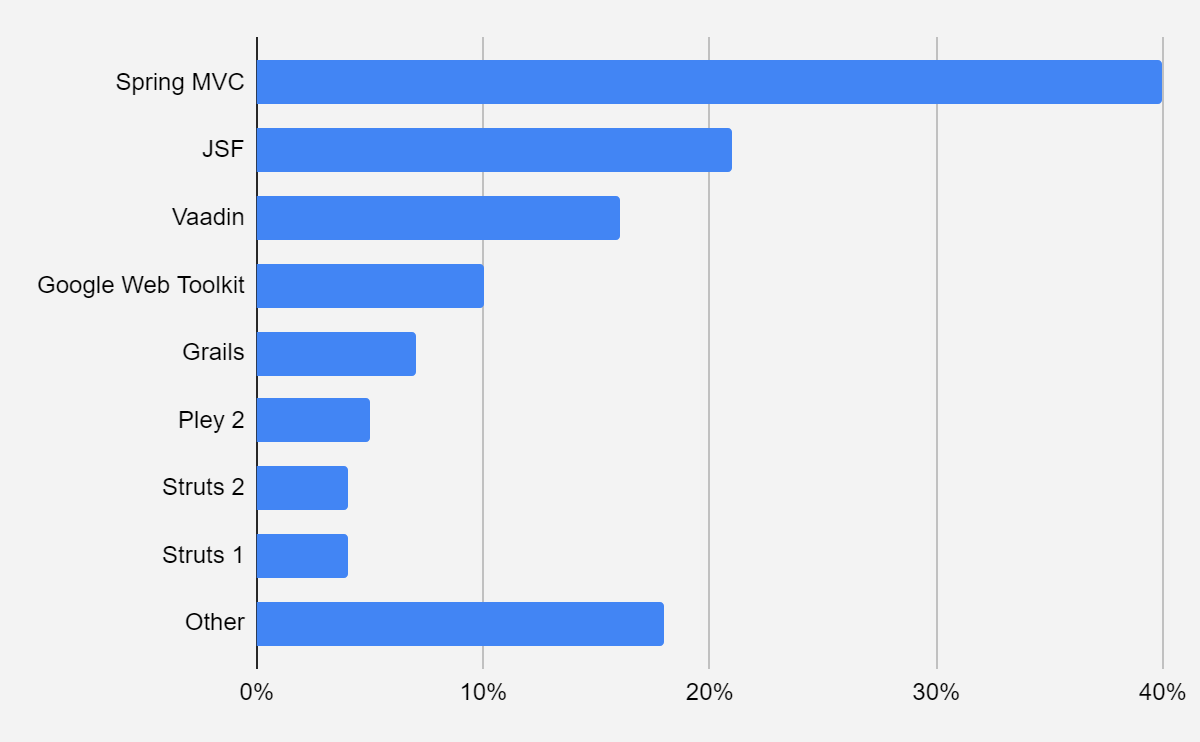 Spring MVC
JSF
Vaadin
Google Web Toolkit
Grails
Pley 2
Struts 2
Struts 1
Other
0% 10% 20% 30% 40%